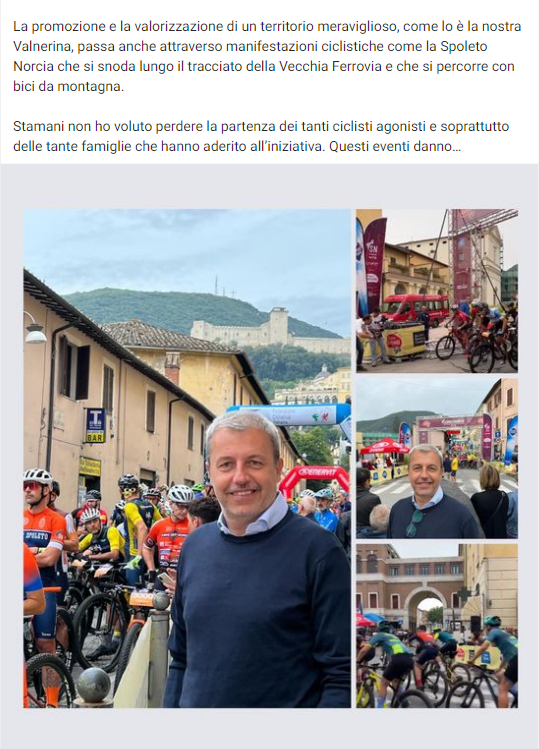 La promozione e la valorizzazione di un territorio meraviglioso, come lo è la nostra
Valnerina, passa anche attraverso manifestazioni ciclistiche come la Spoleto
Norcia che si snoda lungo il tracciato della Vecchia Ferrovia e che si percorre con
bici da montagna.
Stamani non ho voluto perdere la partenza dei tanti ciclisti agonisti e soprattutto
delle tante famiglie che hanno aderito all'iniziativa. Questi eventi danno…
T
BAR
ENERVIT
SPOLETO